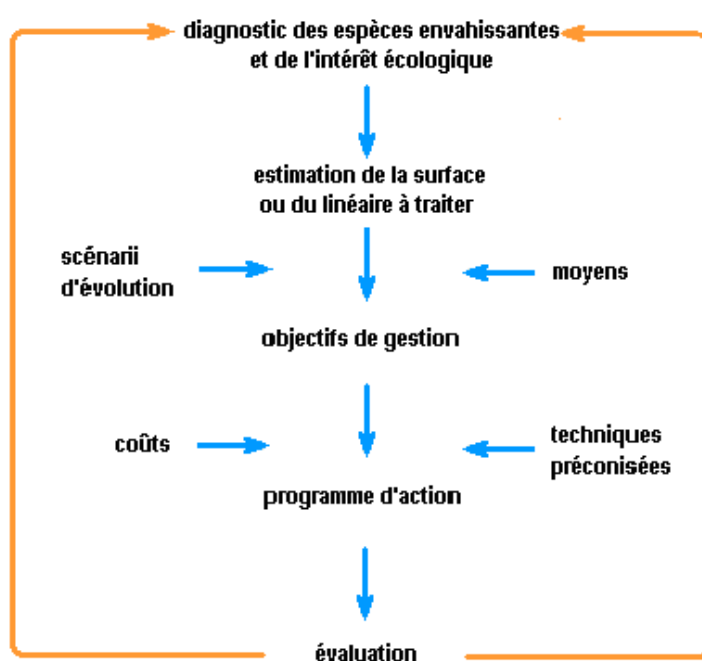 diagnostic des espèces envahissantes
et de l'intérêt écologique
estimation de la surface
ou du linéaire à traiter
scénarii
d'évolution
moyens
objectifs de gestion
coûts
techniques
préconisées
programme d'action
évaluation